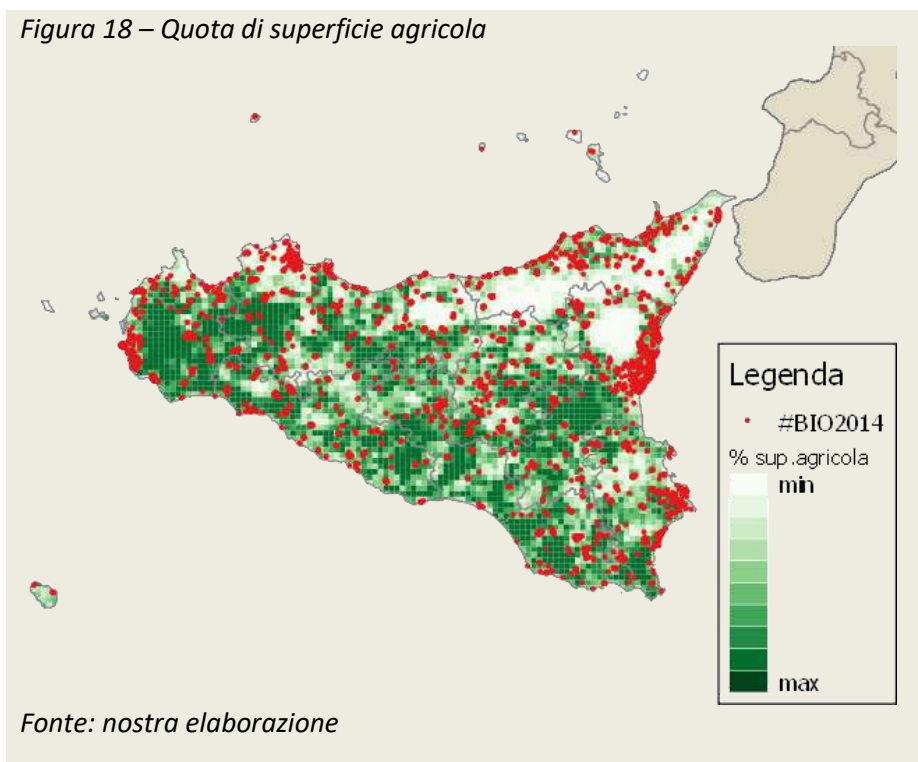 Figura 18 – Quota di superficie agricola
Legenda
#BIO2014
% sup.agricola
min
max
Fonte: nostra elaborazione